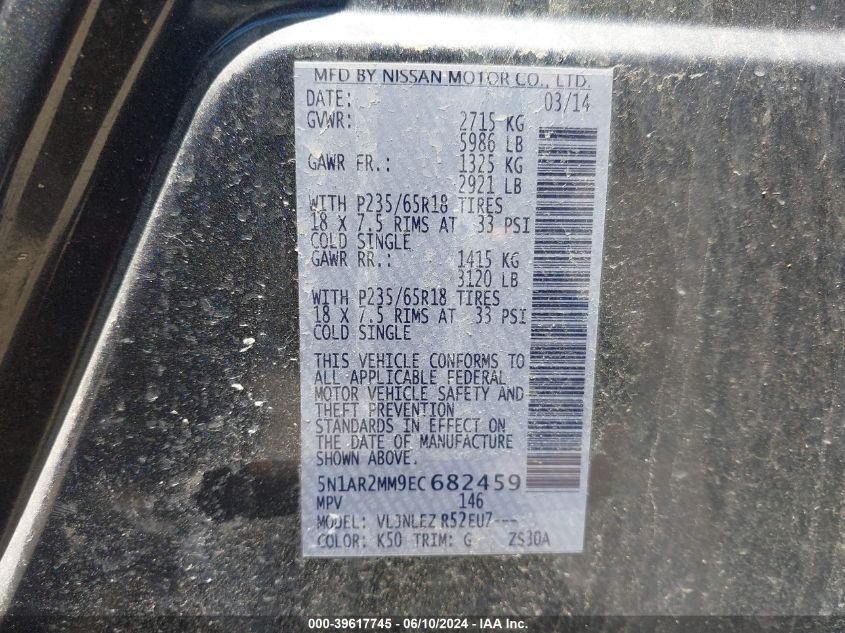 MFD BY NISSAN MOTOR CO., LTD.
DATE: 03/14
GVWR: 2715 KG
5986 LB
GAWR FR.: 1325 KG
2921 LB
WITH P235/65R18 TIRES
18 X 7.5 RIMS AT 33 PSI
COLD SINGLE
GAWR RR.: 1415 KG
3120 LB
WITH P235/65R18 TIRES
18 X 7.5 RIMS AT 33 PSI
COLD SINGLE
THIS VEHICLE CONFORMS TO
ALL APPLICABLE FEDERAL
MOTOR VEHICLE SAFETY AND
THEFT PREVENTION
STANDARDS IN EFFECT ON
THE DATE OF MANUFACTURE
SHOWN ABOVE.
5N1AR2MM9EC682459
MPV 146
MODEL: VLJNLEZ R52EU7---
COLOR: K50 TRIM: G ZS30A
000-39617745 - 06/10/2024 - IAA Inc.